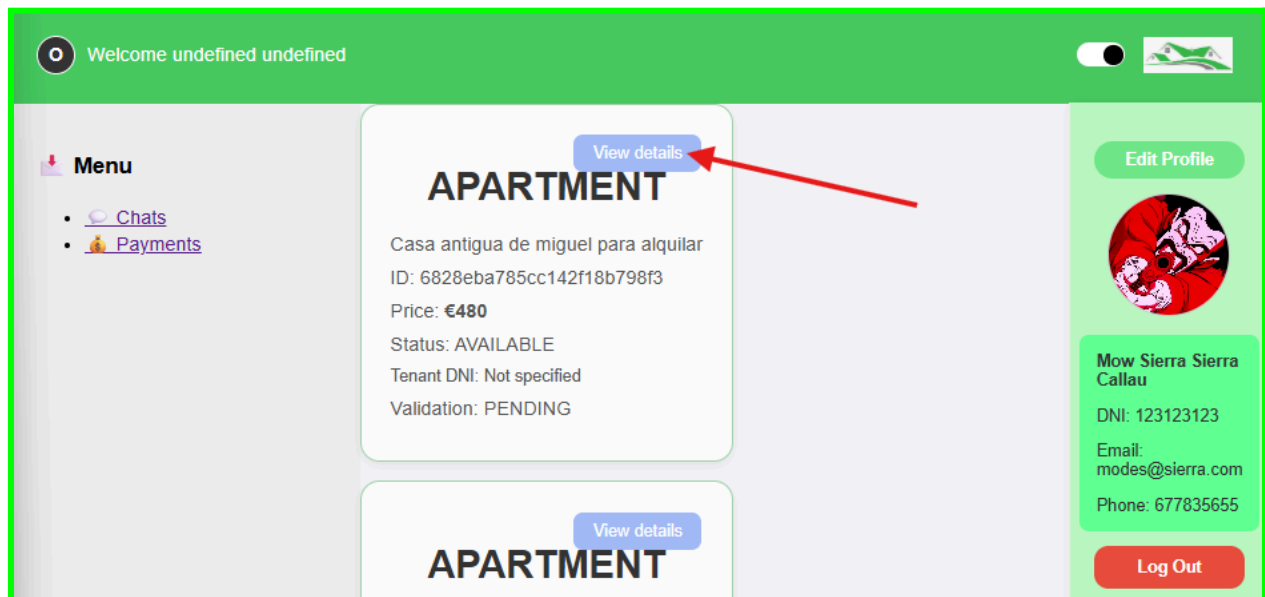 O Welcome undefined undefined
Menu
Chats
Payments
View details
APARTMENT
Casa antigua de miguel para alquilar
ID: 6828eba785cc142f18b798f3
Price: €480
Status: AVAILABLE
Tenant DNI: Not specified
Validation: PENDING
View details
APARTMENT
Edit Profile
Mow Sierra Sierra
Callau
DNI: 123123123
Email:
modes@sierra.com
Phone: 677835655
Log Out